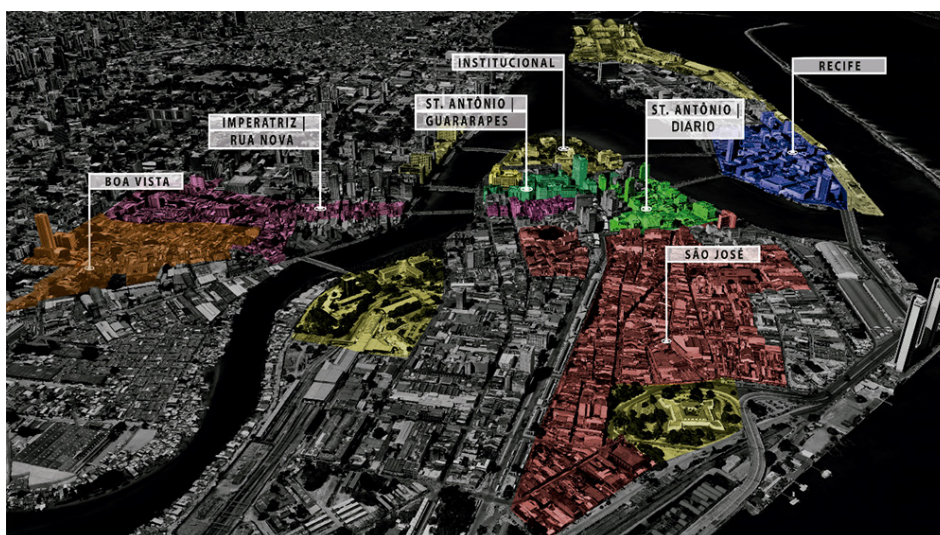 INSTITUCIONAL
RECIFE
ST. ANTÔNIO |
GUARARAPES
ST. ANTÔNIO |
DIÁRIO
IMPERATRIZ |
RUA NOVA
BOA VISTA
SÃO JOSÉ